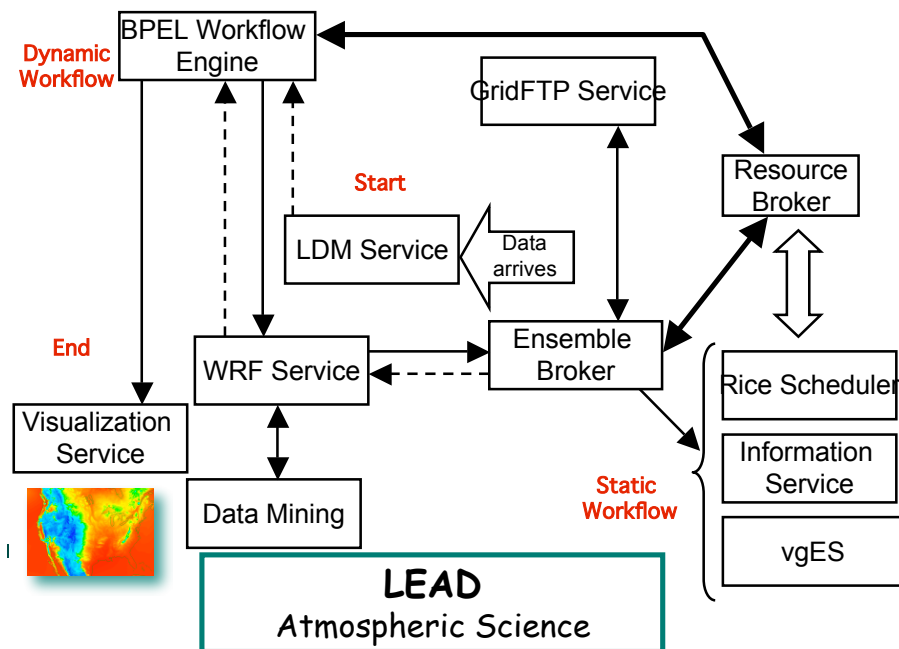 BPEL Workflow
Engine
Dynamic
Workflow
GridFTP Service
Resource
Broker
Start
LDM Service
Data
arrives
End
WRF Service
Ensemble
Broker
Rice Scheduler
Visualization
Service
Information
Service
Static
Workflow
Data Mining
vgES
LEAD
Atmospheric Science